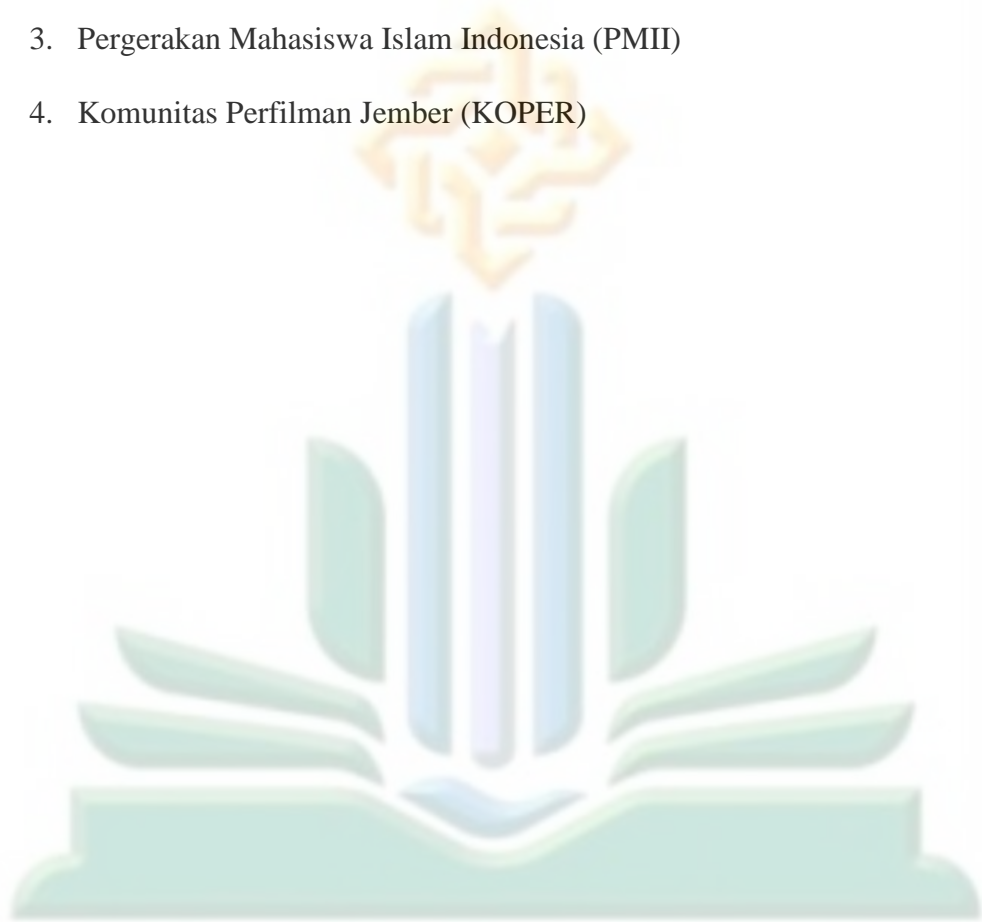 3. Pergerakan Mahasiswa Islam Indonesia (PMII)
4. Komunitas Perfilman Jember (KOPER)